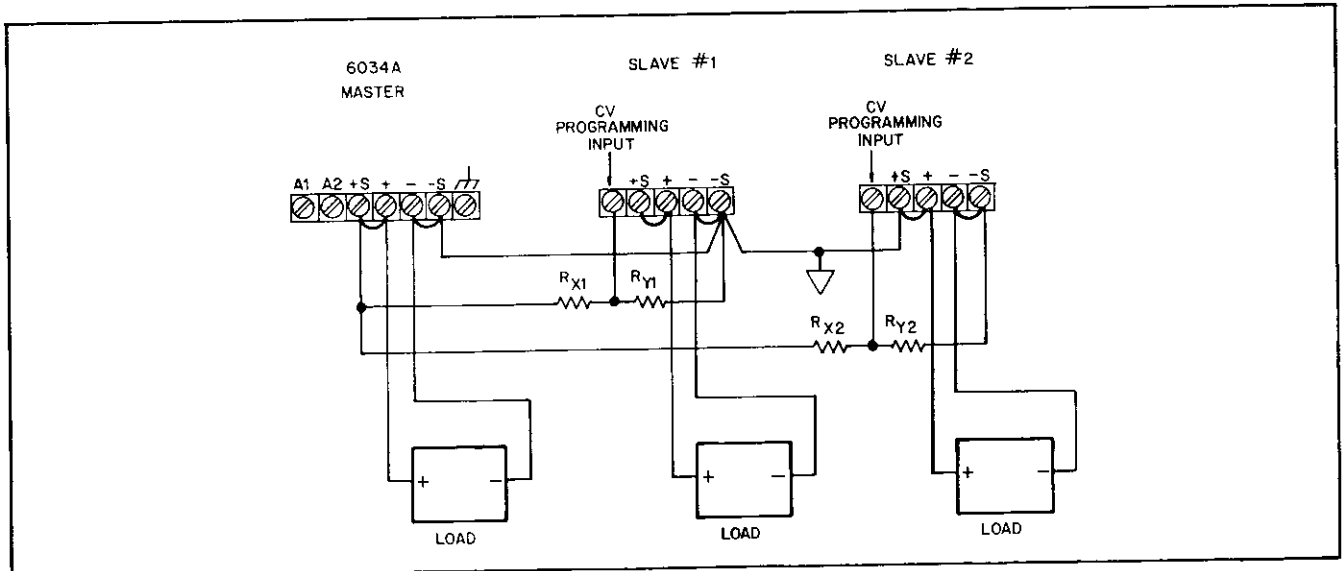 6034A
MASTER
SLAVE #1
SLAVE #2
CV
PROGRAMMING
INPUT
CV
PROGRAMMING
INPUT
A1 A2 +S + - -S
+S + - -S
+S + - -S
RX1 RY1
RX2 RY2
+ -
LOAD
+ -
LOAD
+ -
LOAD